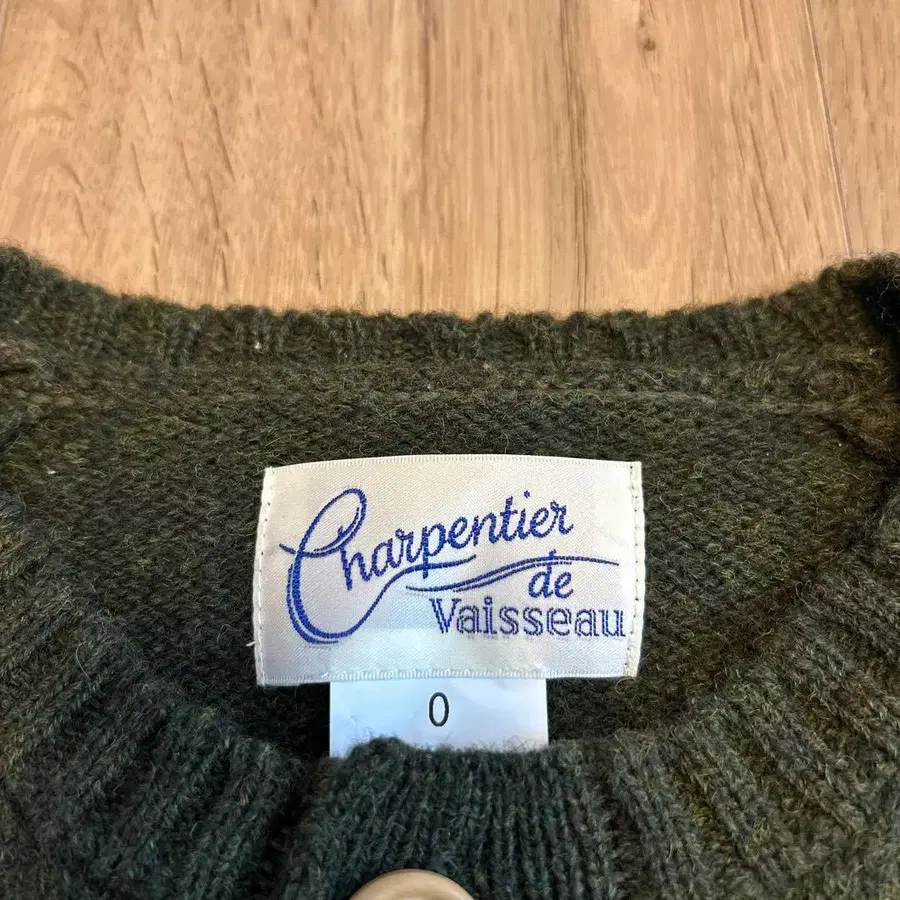 Charpentier
de
Vaisseau
0